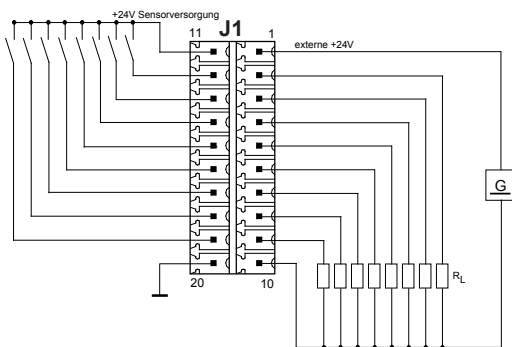 +24V Sensorversorgung
J1
11
1
externe +24V
G
R_L
20
10